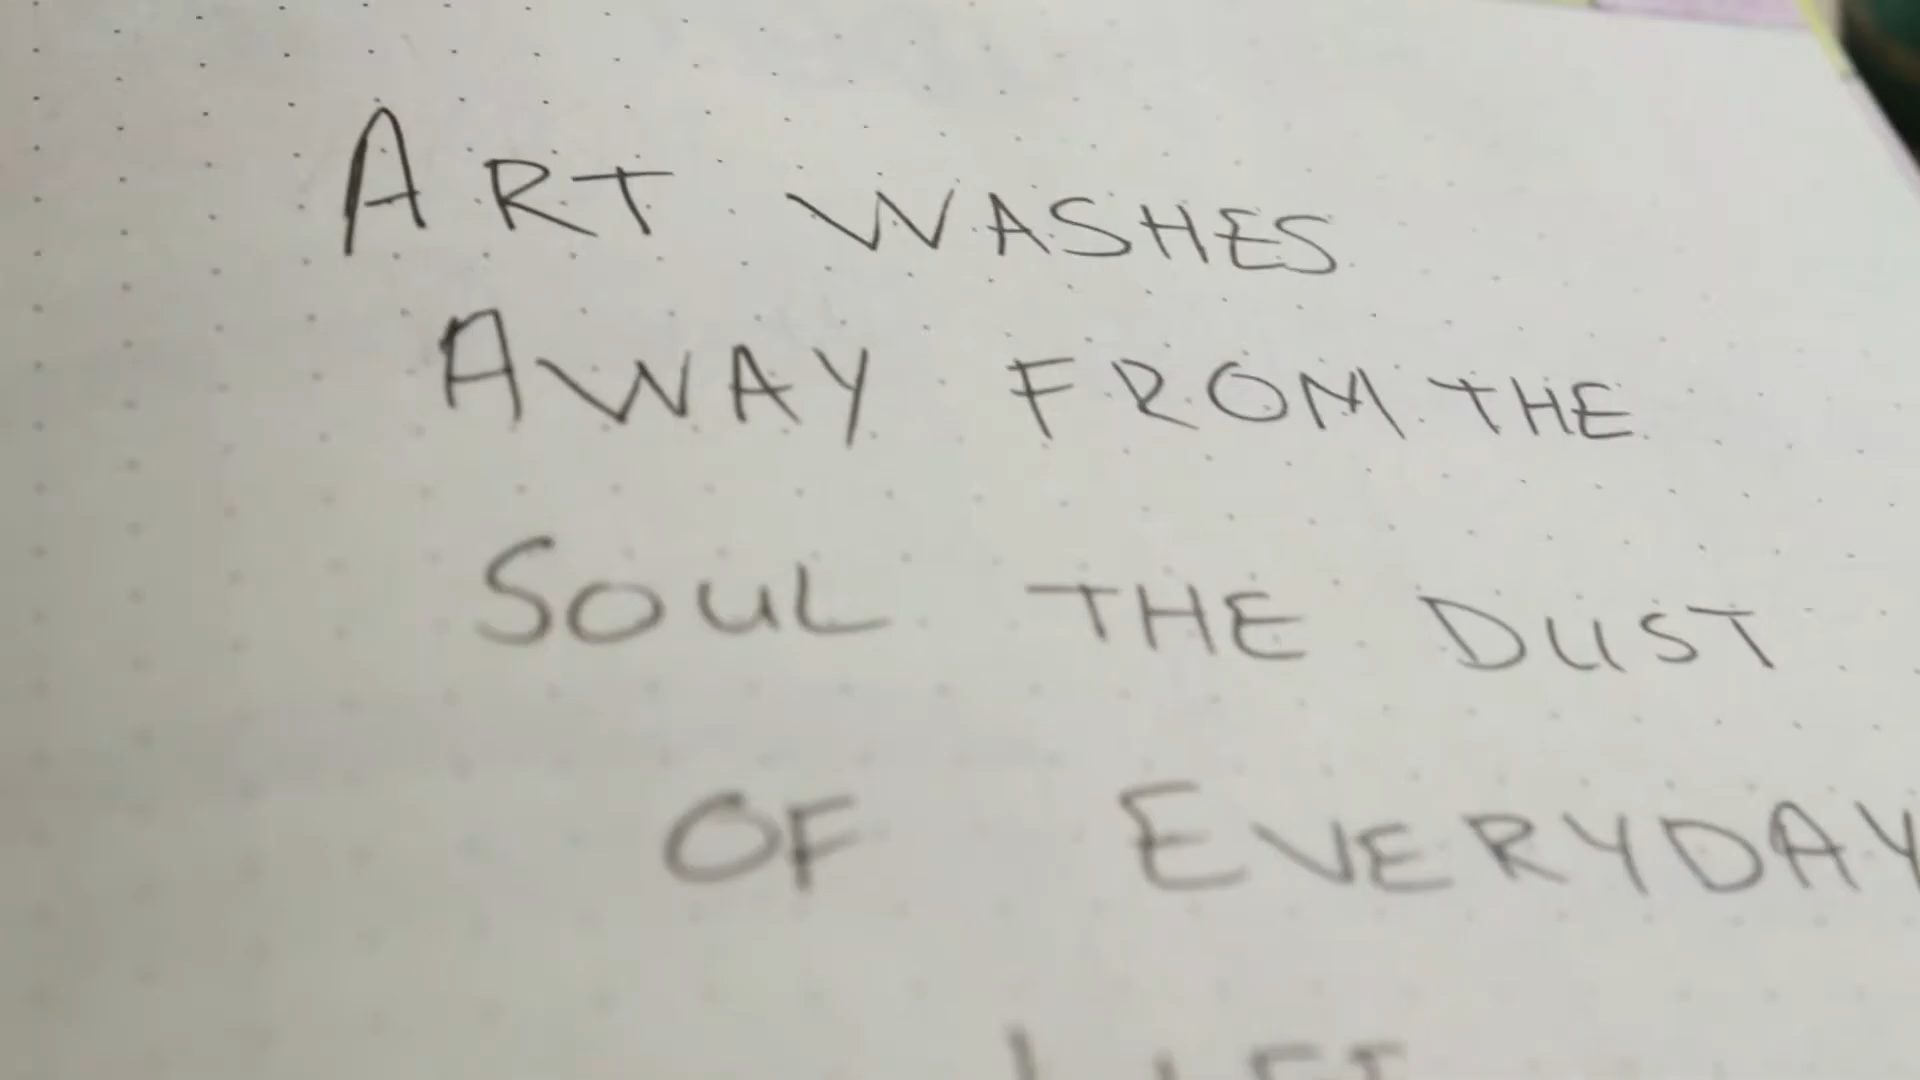 ART WASHES
AWAY FROM THE
SOUL THE DUST
OF EVERYDAY